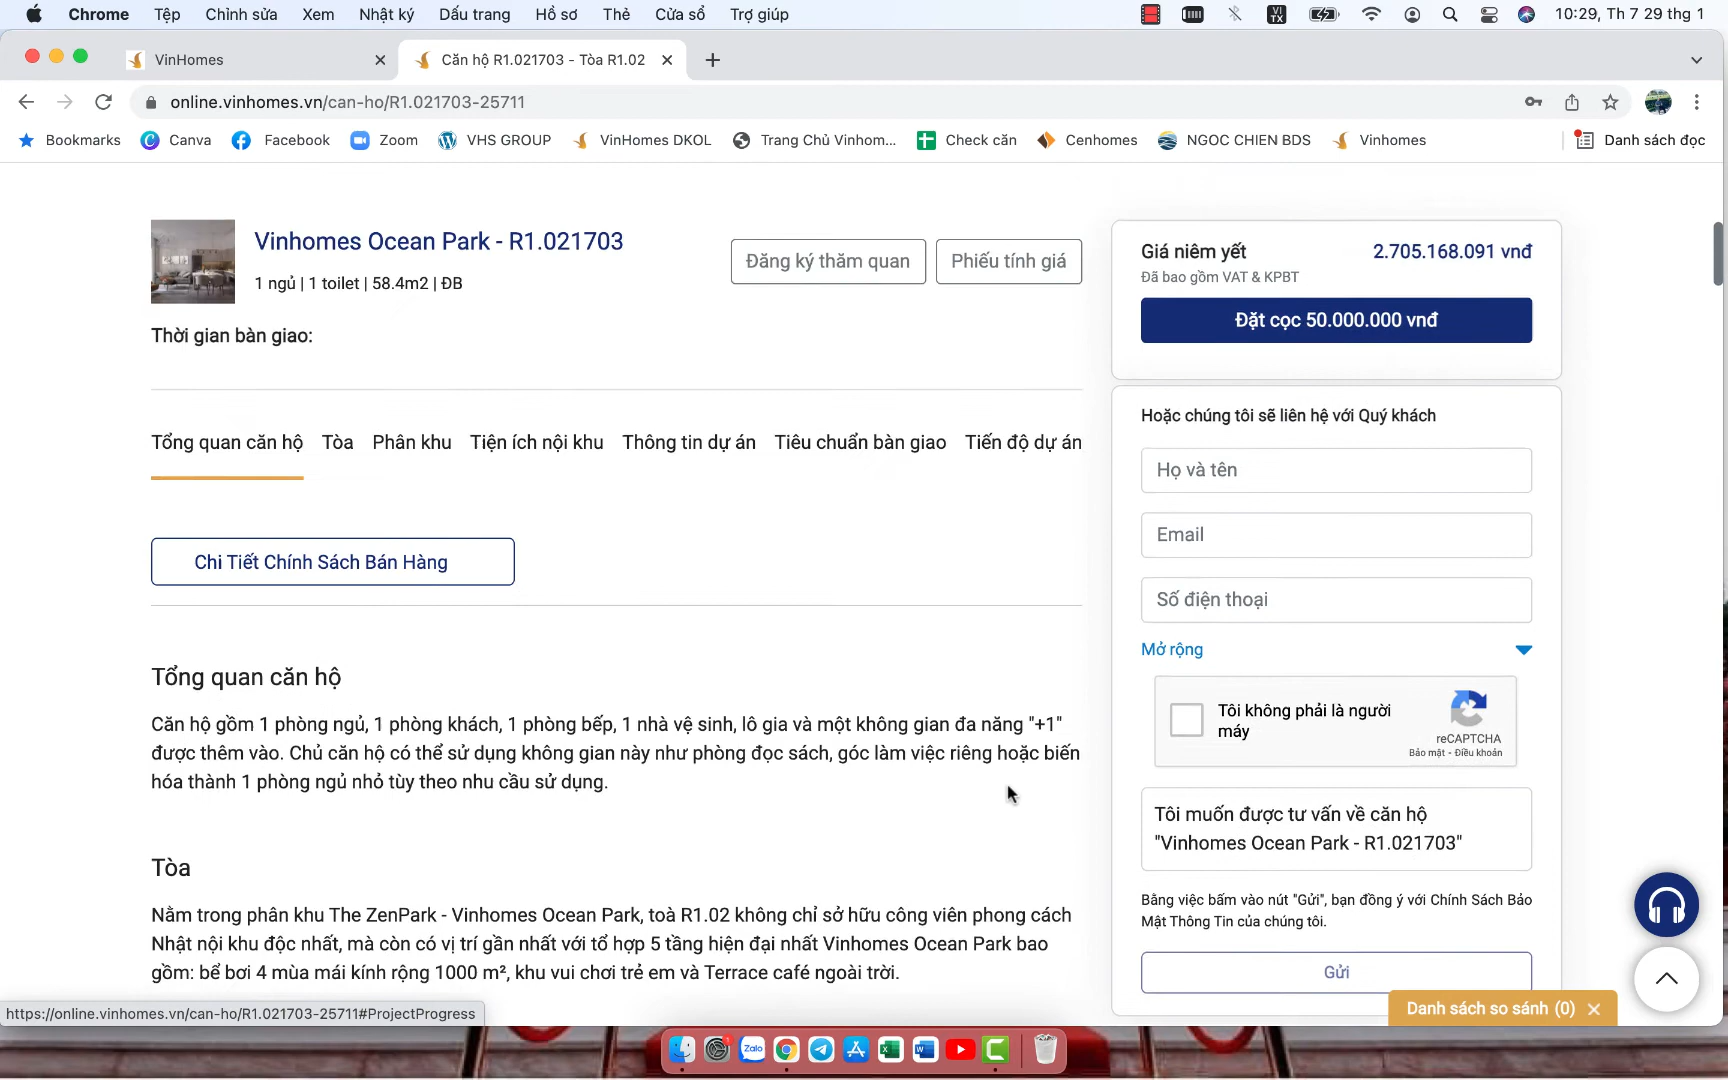 Chrome Tệp Chỉnh sửa Xem Nhật ký Dấu trang Hồ sơ Thẻ Cửa sổ Trợ giúp VI TX 10:29, Th 7 29 thg 1
VinHomes Căn hộ R1.021703 - Tòa R1.02
online.vinhomes.vn/can-ho/R1.021703-25711
Bookmarks Canva Facebook Zoom VHS GROUP VinHomes DKOL Trang Chủ Vinhom... Check căn Cenhomes NGOC CHIEN BDS Vinhomes Danh sách đọc
Vinhomes Ocean Park - R1.021703
1 ngủ | 1 toilet | 58.4m2 | ĐB
Đăng ký thăm quan Phiếu tính giá
Thời gian bàn giao:
Tổng quan căn hộ Tòa Phân khu Tiện ích nội khu Thông tin dự án Tiêu chuẩn bàn giao Tiến độ dự án
Chi Tiết Chính Sách Bán Hàng
Tổng quan căn hộ
Căn hộ gồm 1 phòng ngủ, 1 phòng khách, 1 phòng bếp, 1 nhà vệ sinh, lô gia và một không gian đa năng "+1"
được thêm vào. Chủ căn hộ có thể sử dụng không gian này như phòng đọc sách, góc làm việc riêng hoặc biến
hóa thành 1 phòng ngủ nhỏ tùy theo nhu cầu sử dụng.
Tòa
Nằm trong phân khu The ZenPark - Vinhomes Ocean Park, toà R1.02 không chỉ sở hữu công viên phong cách
Nhật nội khu độc nhất, mà còn có vị trí gần nhất với tổ hợp 5 tầng hiện đại nhất Vinhomes Ocean Park bao
gồm: bể bơi 4 mùa mái kính rộng 1000 m², khu vui chơi trẻ em và Terrace café ngoài trời.
Giá niêm yết 2.705.168.091 vnđ
Đã bao gồm VAT & KPBT
Đặt cọc 50.000.000 vnđ
Hoặc chúng tôi sẽ liên hệ với Quý khách
Họ và tên
Email
Số điện thoại
Mở rộng
Tôi không phải là người
máy
reCAPTCHA
Bảo mật - Điều khoản
Tôi muốn được tư vấn về căn hộ
"Vinhomes Ocean Park - R1.021703"
Bằng việc bấm vào nút "Gửi", bạn đồng ý với Chính Sách Bảo
Mật Thông Tin của chúng tôi.
Gửi
Danh sách so sánh (0)
https://online.vinhomes.vn/can-ho/R1.021703-25711#ProjectProgress
Zalo